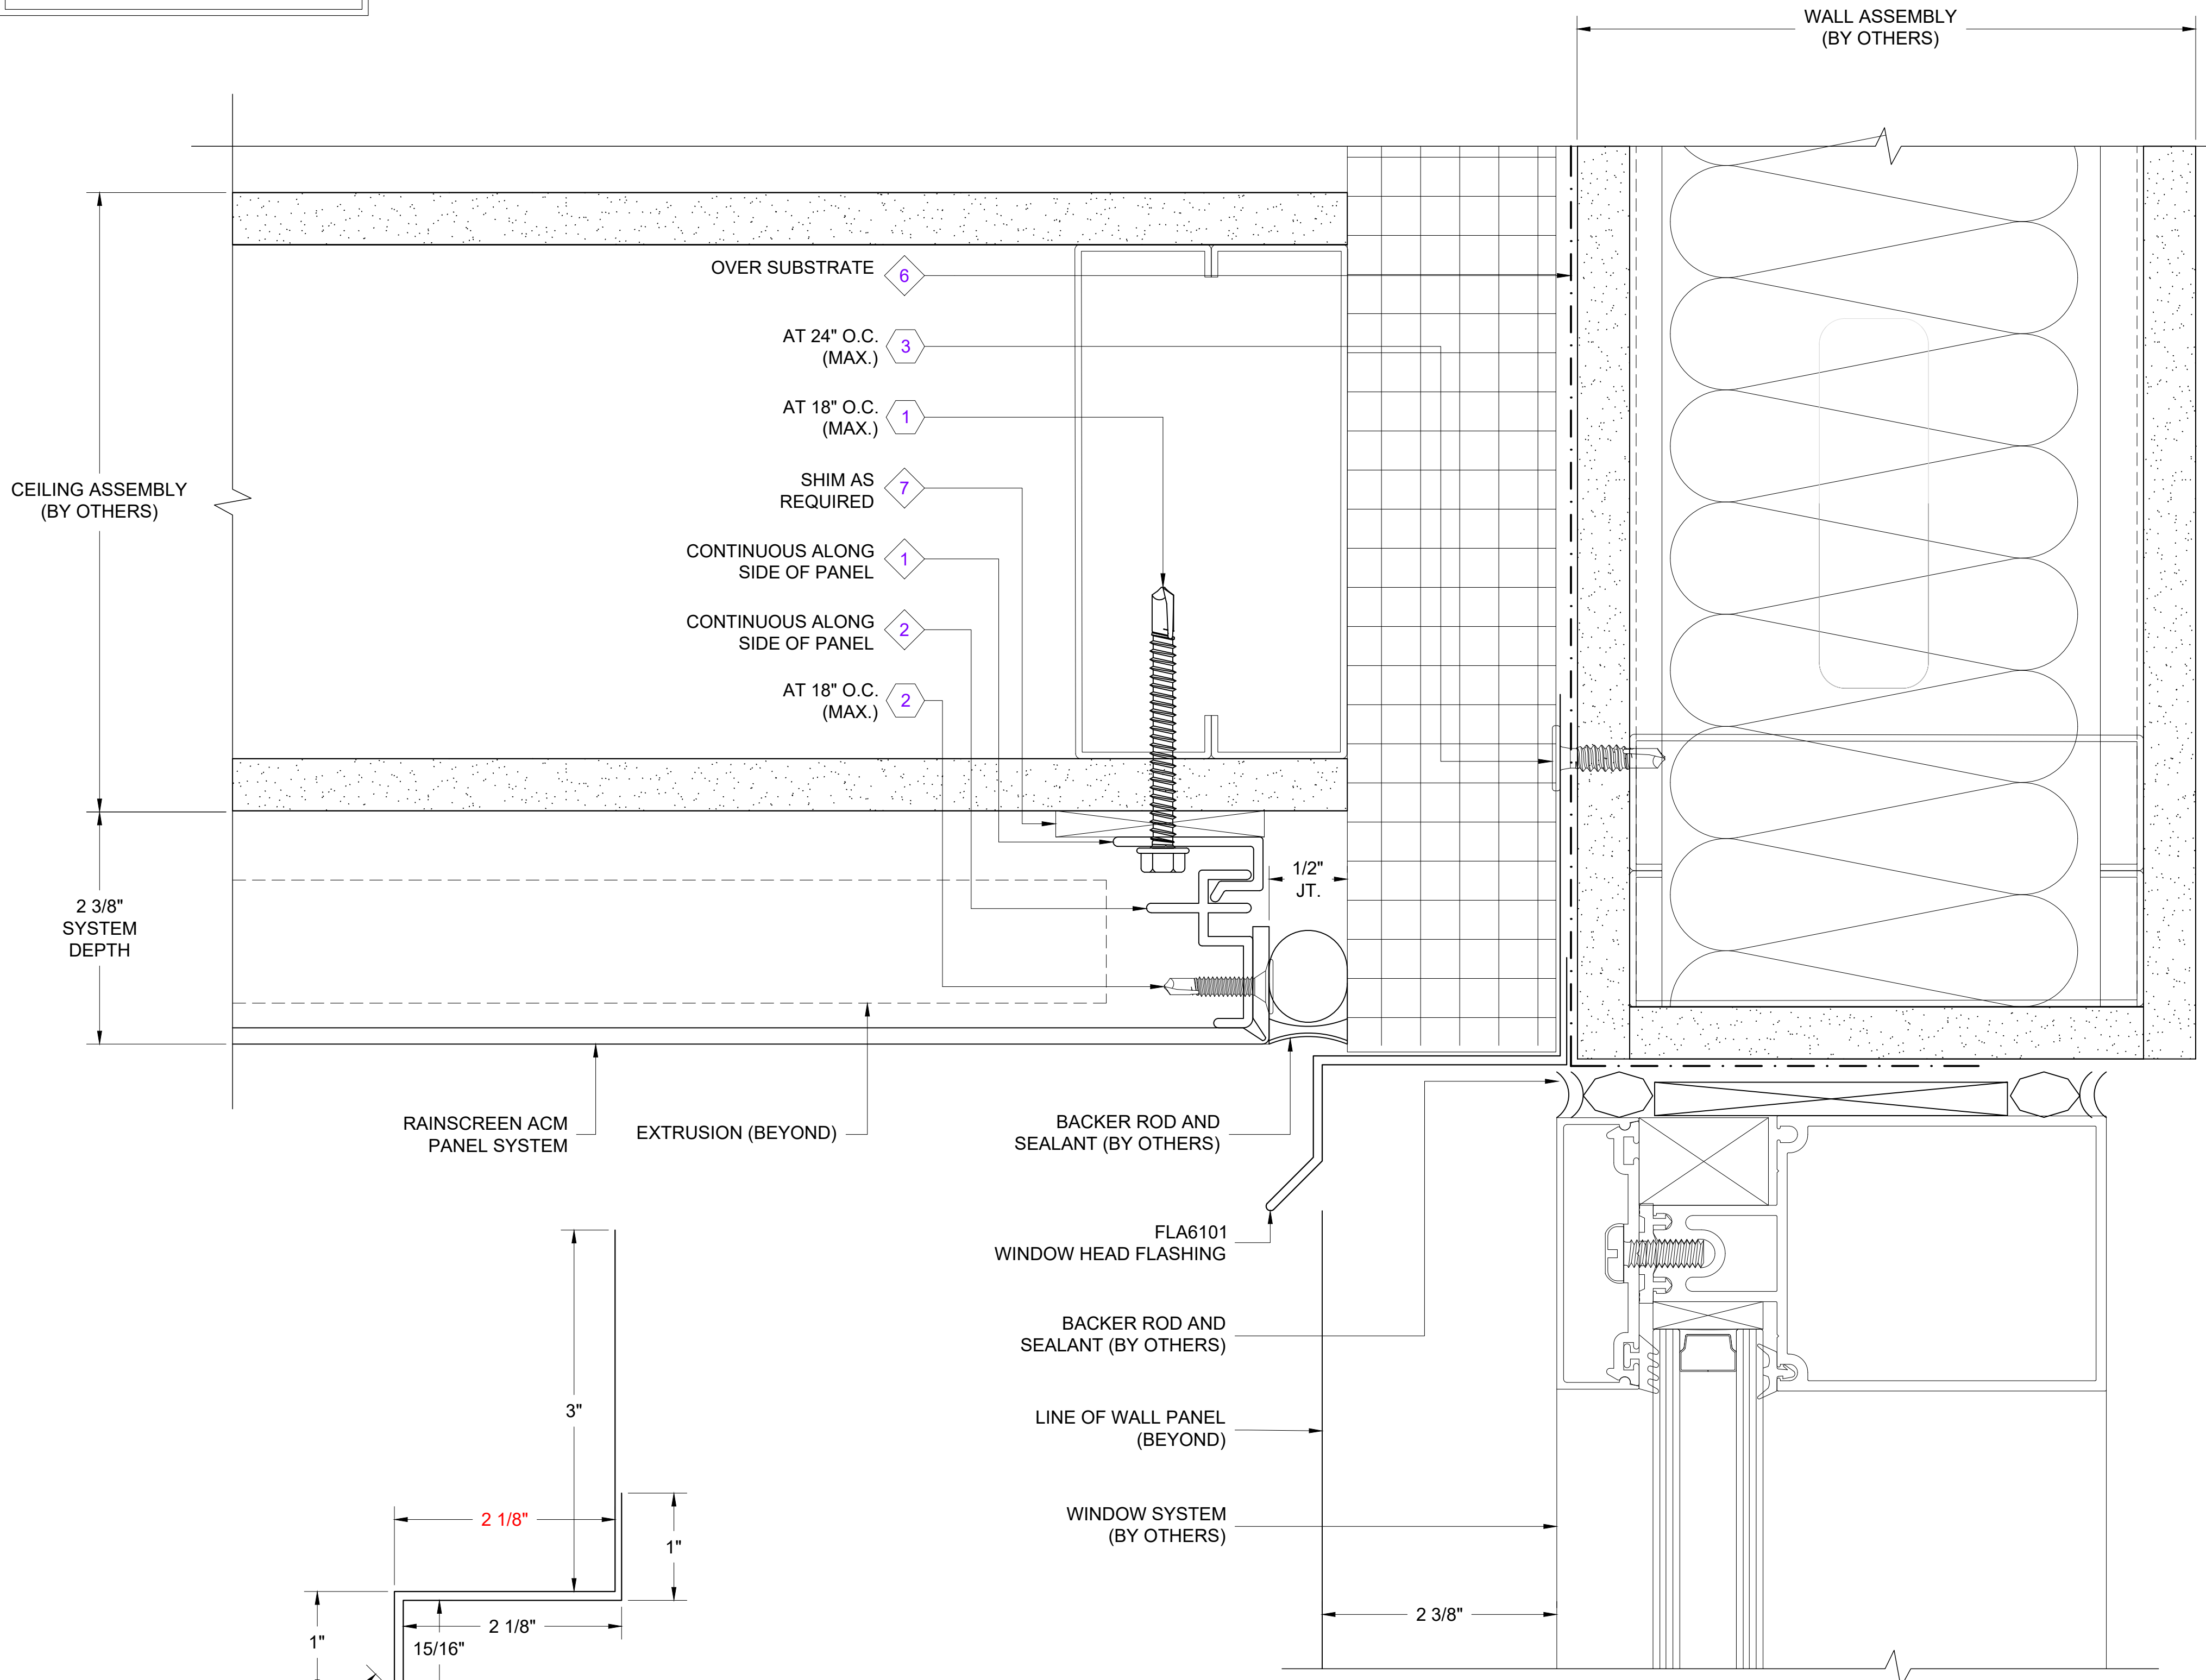 WALL ASSEMBLY
(BY OTHERS)
OVER SUBSTRATE 6
AT 24" O.C.
(MAX.) 3
AT 18" O.C.
(MAX.) 1
SHIM AS
REQUIRED 7
CEILING ASSEMBLY
(BY OTHERS)
CONTINUOUS ALONG
SIDE OF PANEL 1
CONTINUOUS ALONG
SIDE OF PANEL 2
AT 18" O.C.
(MAX.) 2
1/2"
JT.
2 3/8"
SYSTEM
DEPTH
RAINSCREEN ACM
PANEL SYSTEM
EXTRUSION (BEYOND)
BACKER ROD AND
SEALANT (BY OTHERS)
FLA6101
WINDOW HEAD FLASHING
BACKER ROD AND
SEALANT (BY OTHERS)
LINE OF WALL PANEL
(BEYOND)
WINDOW SYSTEM
(BY OTHERS)
2 3/8"
3"
2 1/8"
1"
2 1/8"
1"
15/16"